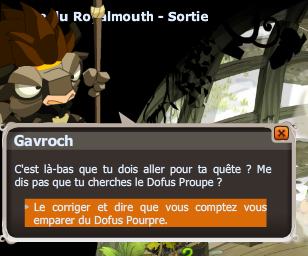 du Royalmouth - Sortie
Gavroch
C'est là-bas que tu dois aller pour ta quête ? Me
dis pas que tu cherches le Dofus Proupe ?
Le corriger et dire que vous comptez vous
emparer du Dofus Pourpre.